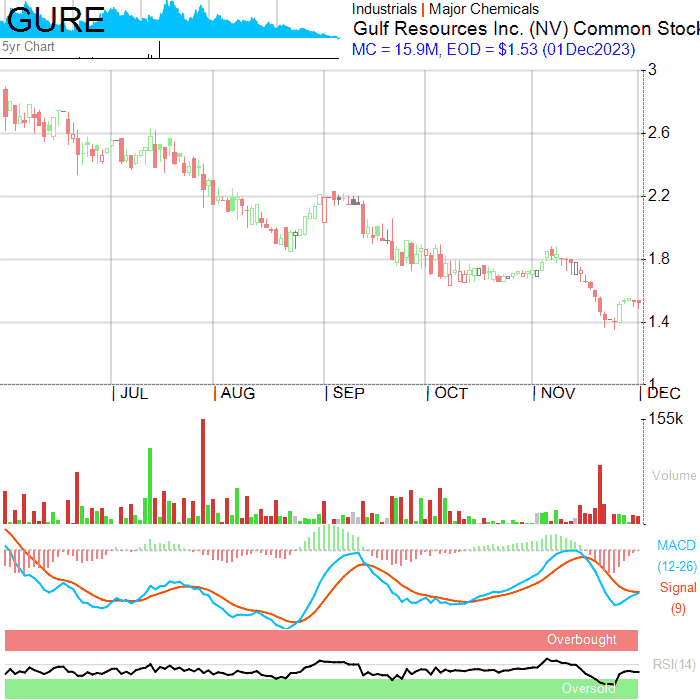 GURE
5yr Chart
Industrials | Major Chemicals
Gulf Resources Inc. (NV) Common Stock
MC = 15.9M, EOD = $1.53 (01Dec2023)
3
2.6
2.2
1.8
1.4
1
JUL AUG SEP OCT NOV DEC
155k
Volume
MACD
(12-26)
Signal
(9)
Overbought
RSI(14)
Oversold